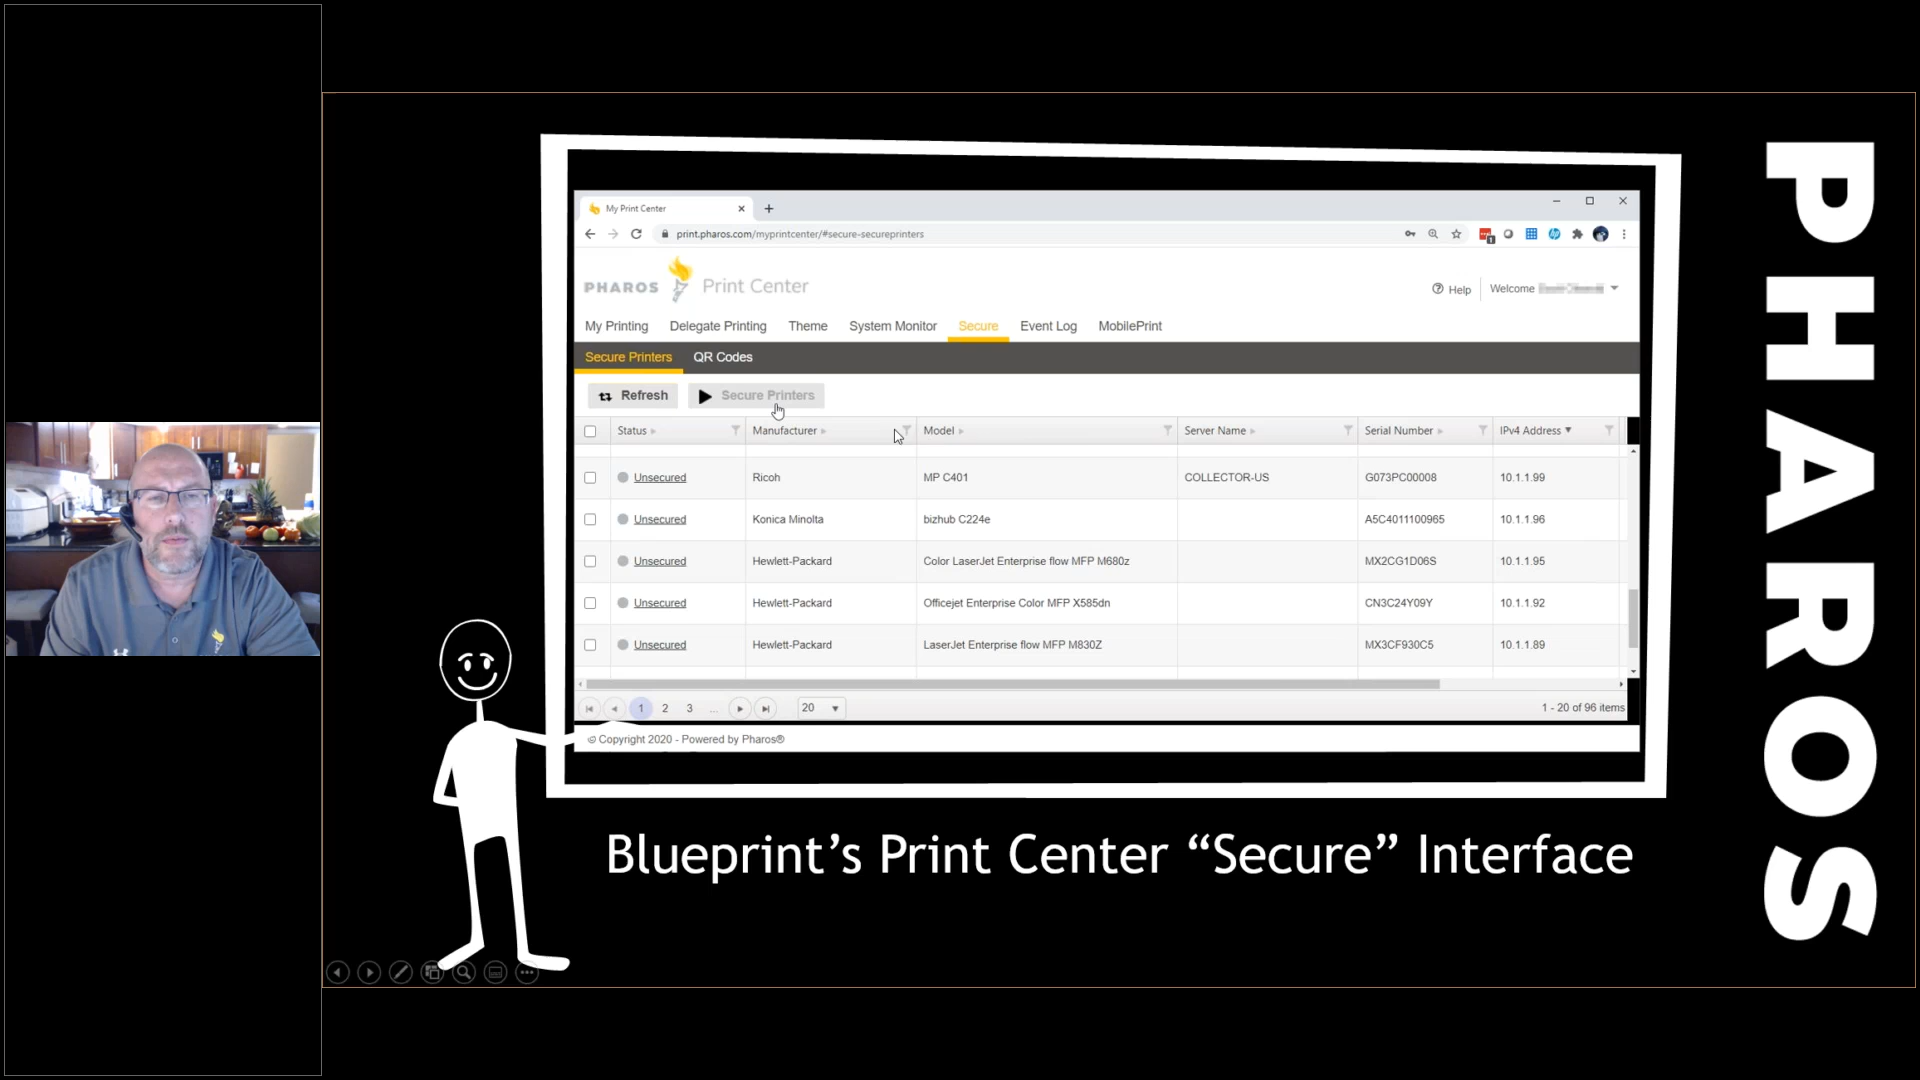 My Print Center
print.pharos.com/myprintcenter/#secure-secureprinters
1
PHAROS Print Center
Help
Welcome
My Printing Delegate Printing Theme System Monitor Secure Event Log MobilePrint
Secure Printers QR Codes
Refresh Secure Printers
Status Manufacturer Model Server Name Serial Number IPv4 Address
Unsecured Ricoh MP C401 COLLECTOR-US G073PC00008 10.1.1.99
Unsecured Konica Minolta bizhub C224e A5C4011100965 10.1.1.96
Unsecured Hewlett-Packard Color LaserJet Enterprise flow MFP M680z MX2CG1D06S 10.1.1.95
Unsecured Hewlett-Packard Officejet Enterprise Color MFP X585dn CN3C24Y09Y 10.1.1.92
Unsecured Hewlett-Packard LaserJet Enterprise flow MFP M830Z MX3CF930C5 10.1.1.89
1 2 3 ... 20 1 - 20 of 96 items
© Copyright 2020 - Powered by Pharos®
Blueprint’s Print Center “Secure” Interface
PHAROS